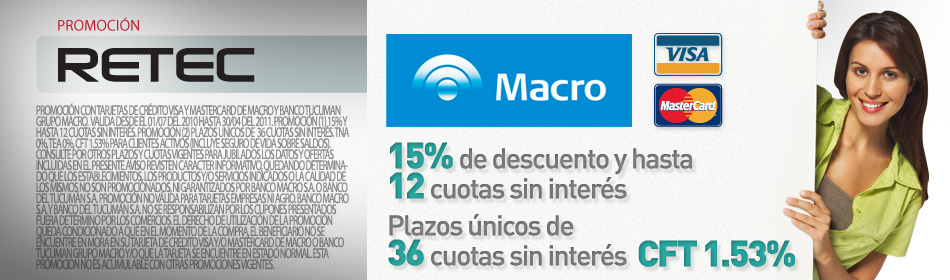 PROMOCIÓN
RETEC
PROMOCIÓN CON TARJETAS DE CRÉDITO VISA Y MASTERCARD DE MACRO Y BANCO TUCUMAN
GRUPO MACRO. VALIDA DESDE EL 01/07 DEL 2010 HASTA 30/04 DEL 2011. PROMOCIÓN (1) 15% Y
HASTA 12 CUOTAS SIN INTERÉS. PROMOCIÓN (2) PLAZOS ÚNICOS DE 36 CUOTAS SIN INTERÉS. TNA
0%, TEA 0%, CFT 1.53% PARA CLIENTES ACTIVOS (INCLUYE SEGURO DE VIDA SOBRE SALDOS).
CONSULTE POR OTROS PLAZOS Y CUOTAS VIGENTES PARA JUBILADOS. LOS DATOS Y OFERTAS
INCLUIDAS EN EL PRESENTE AVISO REVISTEN CARACTER INFORMATIVO, QUEDANDO DETERMINA-
DO QUE LOS ESTABLECIMIENTOS, LOS PRODUCTOS Y/O SERVICIOS INDICADOS O LA CALIDAD DE
LOS MISMOS, NO SON PROMOCIONADOS, NI GARANTIZADOS POR BANCO MACRO S.A. O BANCO
DEL TUCUMÁN S.A. PROMOCIÓN NO VALIDA PARA TARJETAS EMPRESAS NI AGRO. BANCO MACRO
S.A. Y BANCO DEL TUCUMÁN S.A. NO SE RESPONSABILIZAN POR LOS CUPONES PRESENTADOS
FUERA DE TERMINO POR LOS COMERCIOS. EL DERECHO DE UTILIZACIÓN DE LA PROMOCIÓN
QUEDA CONDICIONADO A QUE EN EL MOMENTO DE LA COMPRA, EL BENEFICIARIO NO SE
ENCUENTRE EN MORA EN SU TARJETA DE CREDITO VISA Y/O MASTERCARD DE MACRO O BANCO
TUCUMAN GRUPO MACRO Y/O QUE LA TARJETA SE ENCUENTRE EN ESTADO NORMAL. ESTA
PROMOCION NO ES ACUMULABLE CON OTRAS PROMOCIONES VIGENTES.
Macro
VISA
MasterCard
15% de descuento y hasta
12 cuotas sin interés
Plazos únicos de
36 cuotas sin interés CFT 1.53%